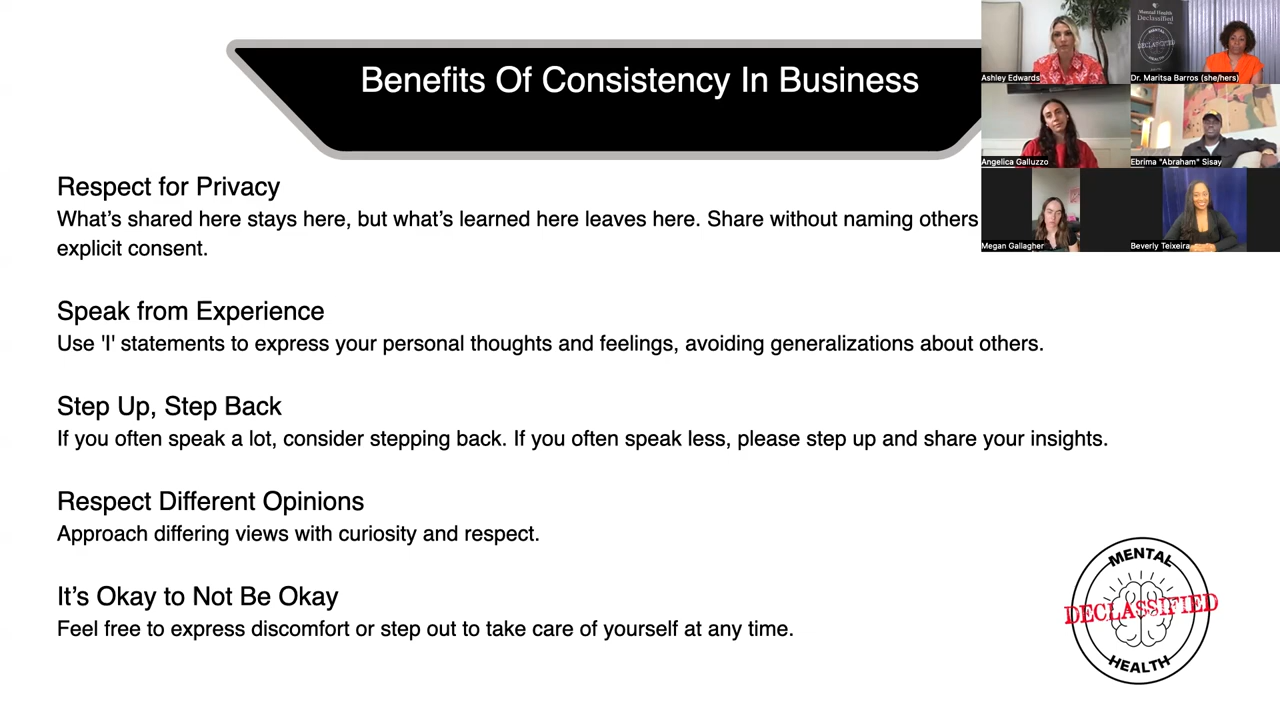 Benefits Of Consistency In Business
Respect for Privacy
What’s shared here stays here, but what’s learned here leaves here. Share without naming others
explicit consent.
Speak from Experience
Use 'I' statements to express your personal thoughts and feelings, avoiding generalizations about others.
Step Up, Step Back
If you often speak a lot, consider stepping back. If you often speak less, please step up and share your insights.
Respect Different Opinions
Approach differing views with curiosity and respect.
It’s Okay to Not Be Okay
Feel free to express discomfort or step out to take care of yourself at any time.
Ashley Edwards
Mental Health
Declassified
MENTAL
DECLASSIFIED
HEALTH
Dr. Maritsa Barros (she/hers)
Angelica Galluzzo
Ebrima "Abraham" Sisay
Megan Gallagher
Beverly Teixeira
MENTAL
DECLASSIFIED
HEALTH